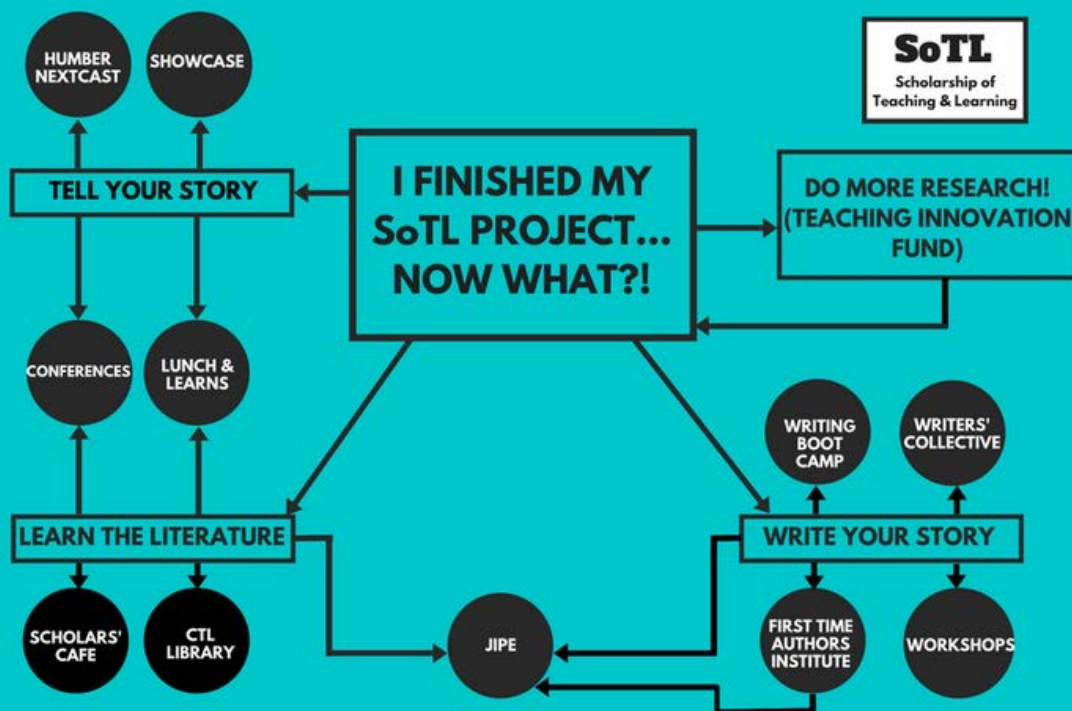 HUMBER
NEXTCAST
SHOWCASE
SoTL
Scholarship of
Teaching & Learning
TELL YOUR STORY
I FINISHED MY
SoTL PROJECT...
NOW WHAT?!
DO MORE RESEARCH!
(TEACHING INNOVATION
FUND)
CONFERENCES
LUNCH &
LEARNS
WRITING
BOOT
CAMP
WRITERS'
COLLECTIVE
LEARN THE LITERATURE
WRITE YOUR STORY
SCHOLARS'
CAFE
CTL
LIBRARY
JIPE
FIRST TIME
AUTHORS
INSTITUTE
WORKSHOPS